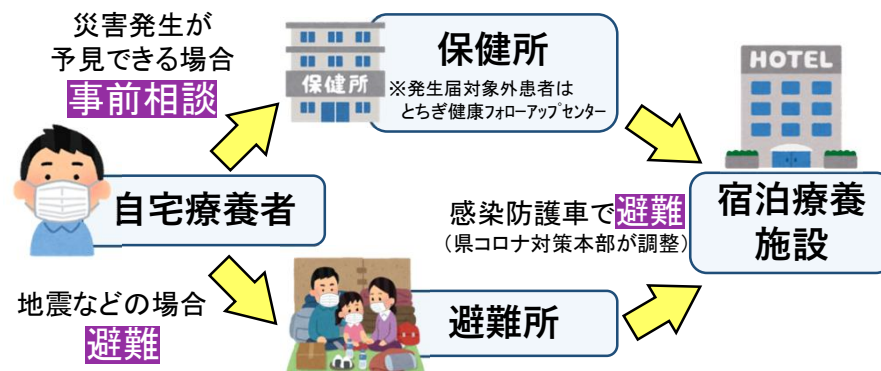 災害発生が
予見できる場合
事前相談
保健所
保健所
※発生届対象外患者は
とちぎ健康フォローアップセンター
HOTEL
自宅療養者
感染防護車で避難
(県コロナ対策本部が調整)
宿泊療養
施設
地震などの場合
避難
避難所